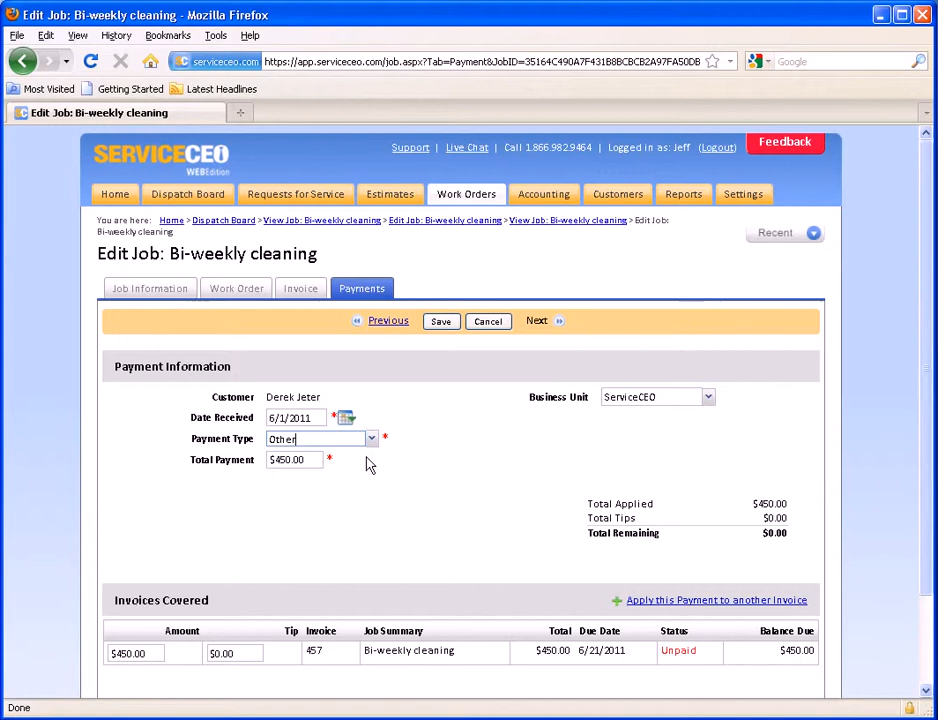 Edit Job: Bi-weekly cleaning - Mozilla Firefox
File Edit View History Bookmarks Tools Help
serviceceo.com https://app.serviceceo.com/job.aspx?Tab=Payment&JobID=35164C490A7F431B8BCBCB2A97FA50DB Google
Most Visited Getting Started Latest Headlines
Edit Job: Bi-weekly cleaning
SERVICECEO
WEBEdition
Support | Live Chat | Call 1.866.982.9464 | Logged in as: Jeff (Logout)
Feedback
Home Dispatch Board Requests for Service Estimates Work Orders Accounting Customers Reports Settings
You are here: Home > Dispatch Board > View Job: Bi-weekly cleaning > Edit Job: Bi-weekly cleaning > View Job: Bi-weekly cleaning > Edit Job:
Bi-weekly cleaning
Recent
Edit Job: Bi-weekly cleaning
Job Information Work Order Invoice Payments
Previous Save Cancel Next
Payment Information
Customer Derek Jeter
Business Unit ServiceCEO
Date Received 6/1/2011 *
Payment Type Other *
Total Payment $450.00 *
Total Applied $450.00
Total Tips $0.00
Total Remaining $0.00
Invoices Covered
Apply this Payment to another Invoice
Amount Tip Invoice Job Summary Total Due Date Status Balance Due
$450.00 $0.00 457 Bi-weekly cleaning $450.00 6/21/2011 Unpaid $450.00
Done